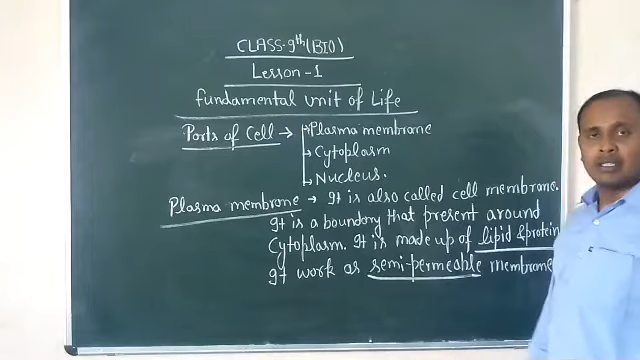 CLASS-9th (BIO)
Lesson-1
fundamental unit of Life
Parts of Cell → Plasma membrane
→ Cytoplasm
→ Nucleus.
Plasma membrane → It is also called cell membrane.
It is a boundary that present around
Cytoplasm. It is made up of lipid & protein
It work as semi-permeable membrane